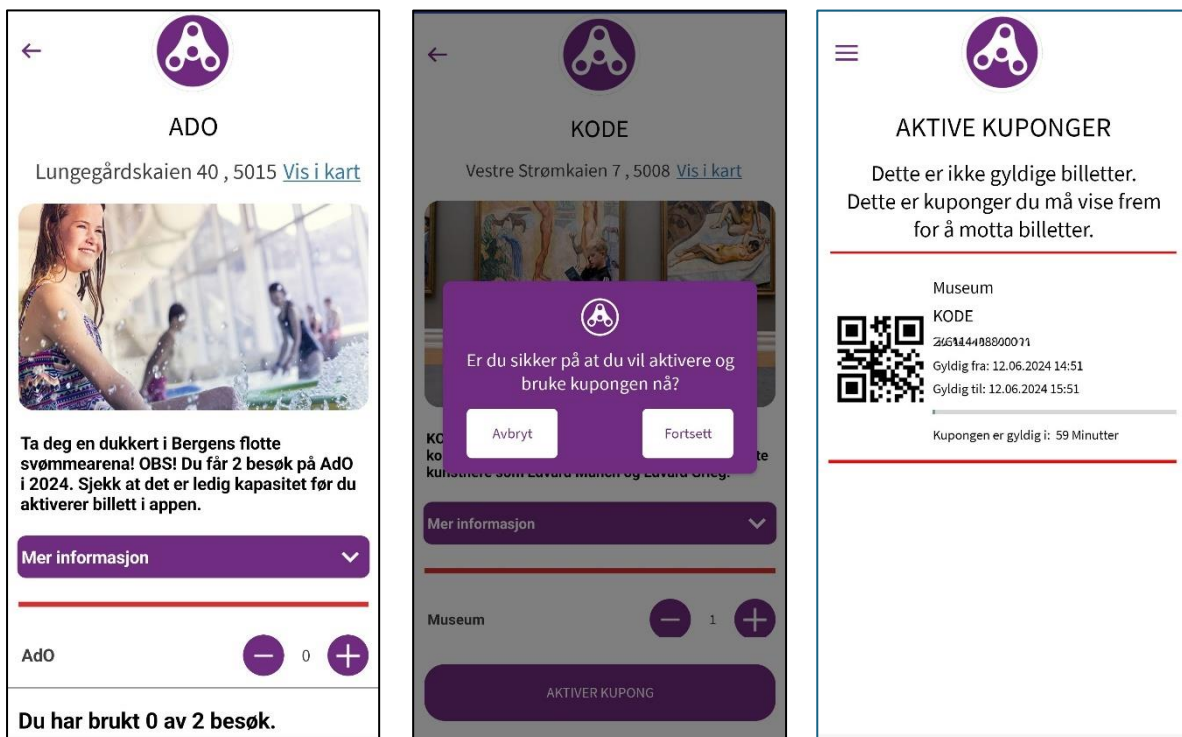 ADO
Lungegårdskaien 40 , 5015 Vis i kart
Ta deg en dukkert i Bergens flotte
svømmearena! OBS! Du får 2 besøk på AdO
i 2024. Sjekk at det er ledig kapasitet før du
aktiverer billett i appen.
Mer informasjon
AdO
0
Du har brukt 0 av 2 besøk.
KODE
Vestre Strømkaien 7 , 5008 Vis i kart
Er du sikker på at du vil aktivere og
bruke kupongen nå?
Avbryt
Fortsett
Mer informasjon
Museum
1
AKTIVER KUPONG
AKTIVE KUPONGER
Dette er ikke gyldige billetter.
Dette er kuponger du må vise frem
for å motta billetter.
Museum
KODE
Gyldig fra: 12.06.2024 14:51
Gyldig til: 12.06.2024 15:51
Kupongen er gyldig i: 59 Minutter